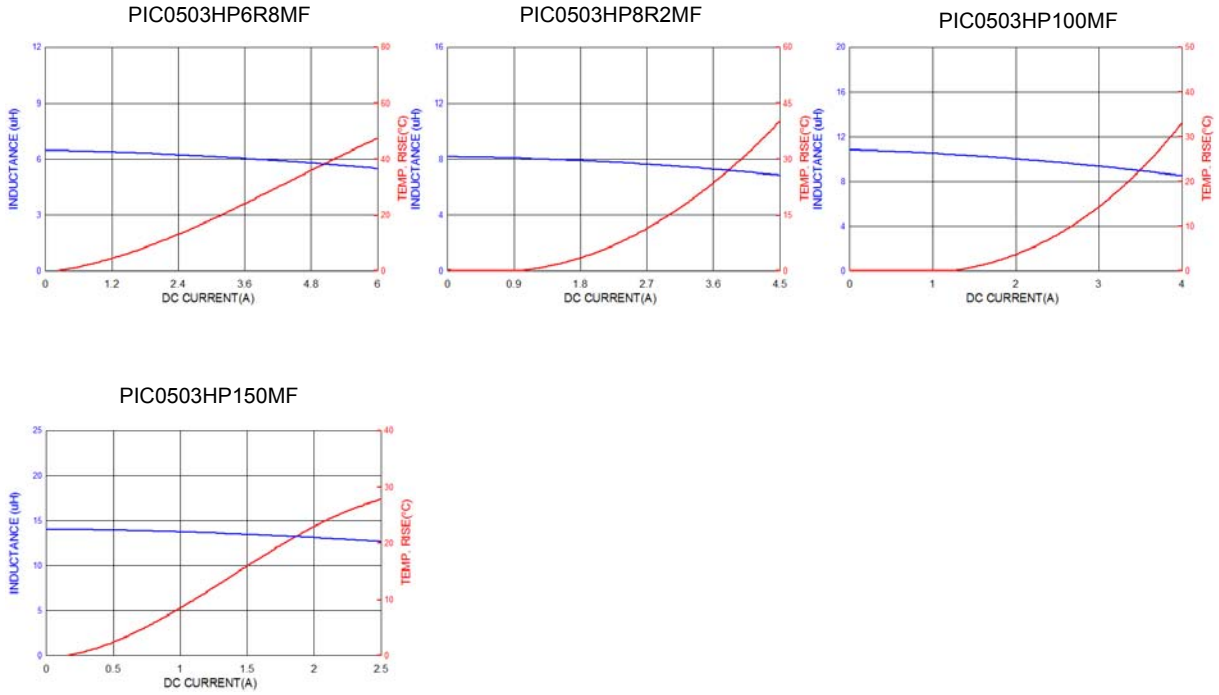 PIC0503HP6R8MF
12
9
6
3
0
INDUCTANCE (uH)
80
60
40
20
0
TEMP. RISE(°C)
0 1.2 2.4 3.6 4.8 6
DC CURRENT(A)
PIC0503HP8R2MF
16
12
8
4
0
INDUCTANCE (uH)
60
45
30
15
0
TEMP. RISE(°C)
0 0.9 1.8 2.7 3.6 4.5
DC CURRENT(A)
PIC0503HP100MF
20
16
12
8
4
0
INDUCTANCE (uH)
50
40
30
20
10
0
TEMP. RISE(°C)
0 1 2 3 4
DC CURRENT(A)
PIC0503HP150MF
25
20
15
10
5
0
INDUCTANCE (uH)
40
30
20
10
0
TEMP. RISE(°C)
0 0.5 1 1.5 2 2.5
DC CURRENT(A)